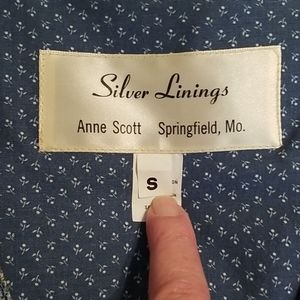 Silver Linings
Anne Scott Springfield, Mo.
S